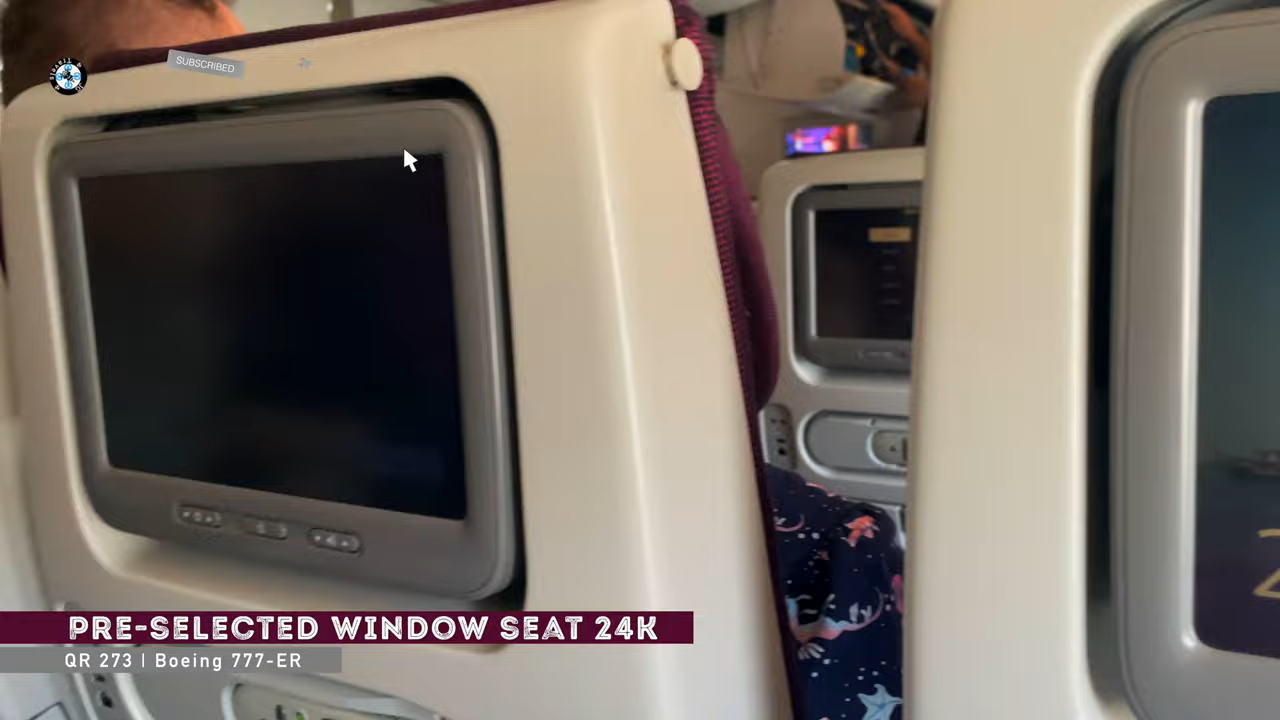 SUBSCRIBED
PRE-SELECTED WINDOW SEAT 24K
QR 273 | Boeing 777-ER